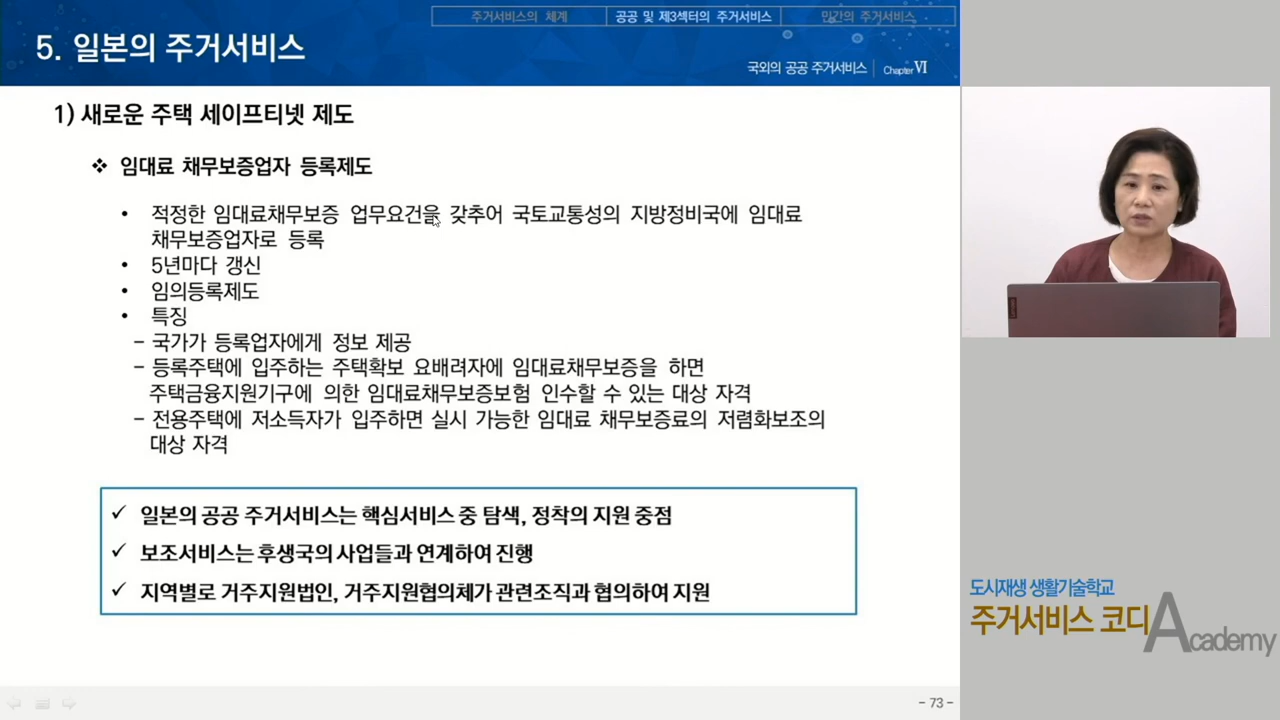 주거서비스의 체계
공공 및 제3섹터의 주거서비스
민간의 주거서비스
5. 일본의 주거서비스
국외의 공공 주거서비스 | Chapter Ⅵ
1) 새로운 주택 세이프티넷 제도
❖ 임대료 채무보증업자 등록제도
• 적정한 임대료채무보증 업무요건을 갖추어 국토교통성의 지방정비국에 임대료
채무보증업자로 등록
• 5년마다 갱신
• 임의등록제도
• 특징
– 국가가 등록업자에게 정보 제공
– 등록주택에 입주하는 주택확보 요배려자에 임대료채무보증을 하면
주택금융지원기구에 의한 임대료채무보증보험 인수할 수 있는 대상 자격
– 전용주택에 저소득자가 입주하면 실시 가능한 임대료 채무보증료의 저렴화보조의
대상 자격
✓ 일본의 공공 주거서비스는 핵심서비스 중 탐색, 정착의 지원 중점
✓ 보조서비스는 후생국의 사업들과 연계하여 진행
✓ 지역별로 거주지원법인, 거주지원협의체가 관련조직과 협의하여 지원
- 73 -
도시재생 생활기술학교
주거서비스 코디 Academy